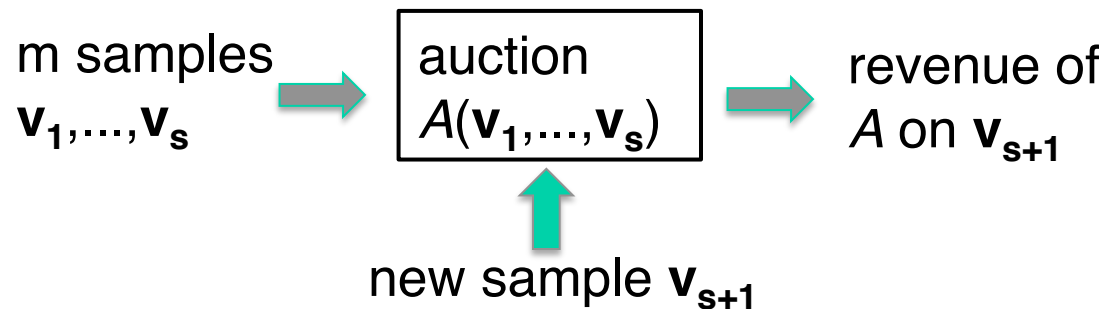 m samples
v₁,...,vₛ
auction
A(v₁,...,vₛ)
revenue of
A on vₛ₊₁
new sample vₛ₊₁